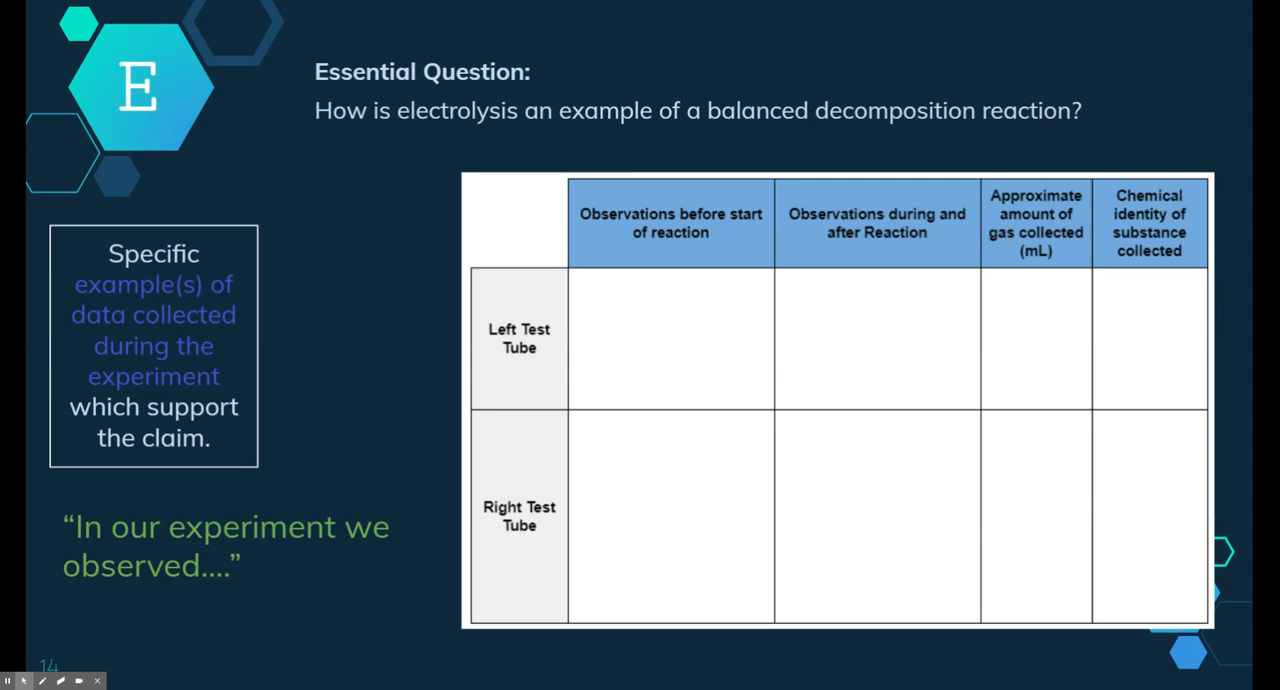 E
Essential Question:
How is electrolysis an example of a balanced decomposition reaction?
Specific
example(s) of
data collected
during the
experiment
which support
the claim.
“In our experiment we
observed....”
Observations before start
of reaction
Observations during and
after Reaction
Approximate
amount of
gas collected
(mL)
Chemical
identity of
substance
collected
Left Test
Tube
Right Test
Tube
14